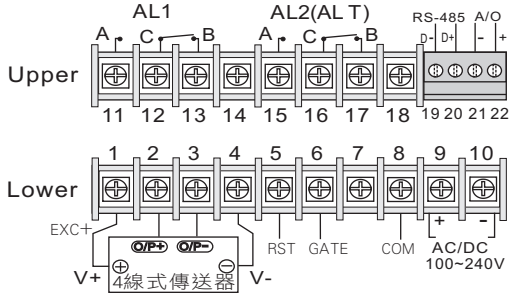 AL1 AL2(AL T) RS-485 A/O
A C B A C B D- D+ - +
Upper
11 12 13 14 15 16 17 18 19 20 21 22
1 2 3 4 5 6 7 8 9 10
Lower
EXC+ O/P+ O/P- RST GATE COM + -
AC/DC
100~240V
V+ 4線式傳送器 V-